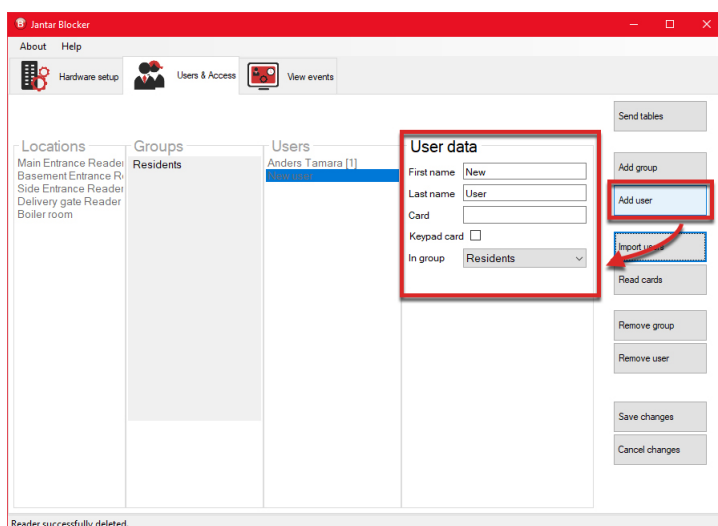 Jantar Blocker
About Help
Hardware setup
Users & Access
View events
Send tables
Locations
Main Entrance Reader
Basement Entrance R
Side Entrance Reader
Delivery gate Reader
Boiler room
Groups
Residents
Users
Anders Tamara [1]
New user
User data
First name New
Last name User
Card
Keypad card
In group Residents
Add group
Add user
Import users
Read cards
Remove group
Remove user
Save changes
Cancel changes
Reader successfully deleted.